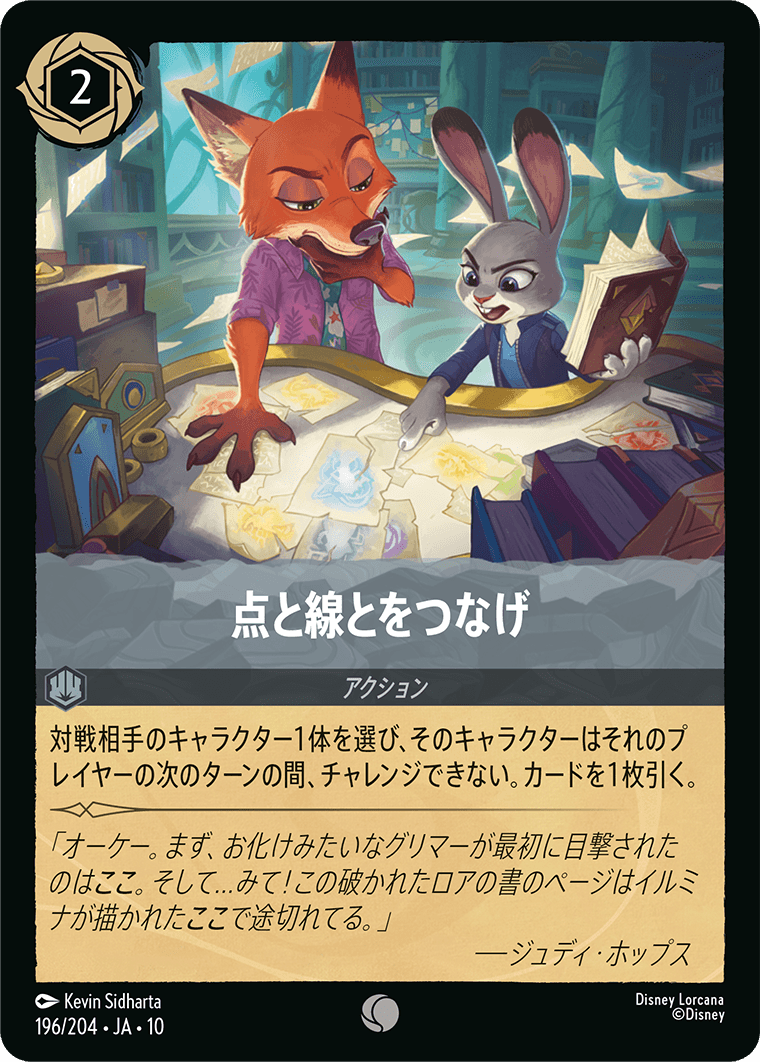 2
点と線とをつなげ
アクション
対戦相手のキャラクター1体を選び、そのキャラクターはそれのプ
レイヤーの次のターンの間、チャレンジできない。カードを1枚引く。
「オーケー。まず、お化けみたいなグリマーが最初に目撃された
のはここ。そして…みて！この破かれたロアの書のページはイルミ
ナが描かれたここで途切れてる。」
──ジュディ・ホップス
Kevin Sidharta
196/204 • JA • 10
Disney Lorcana
©Disney